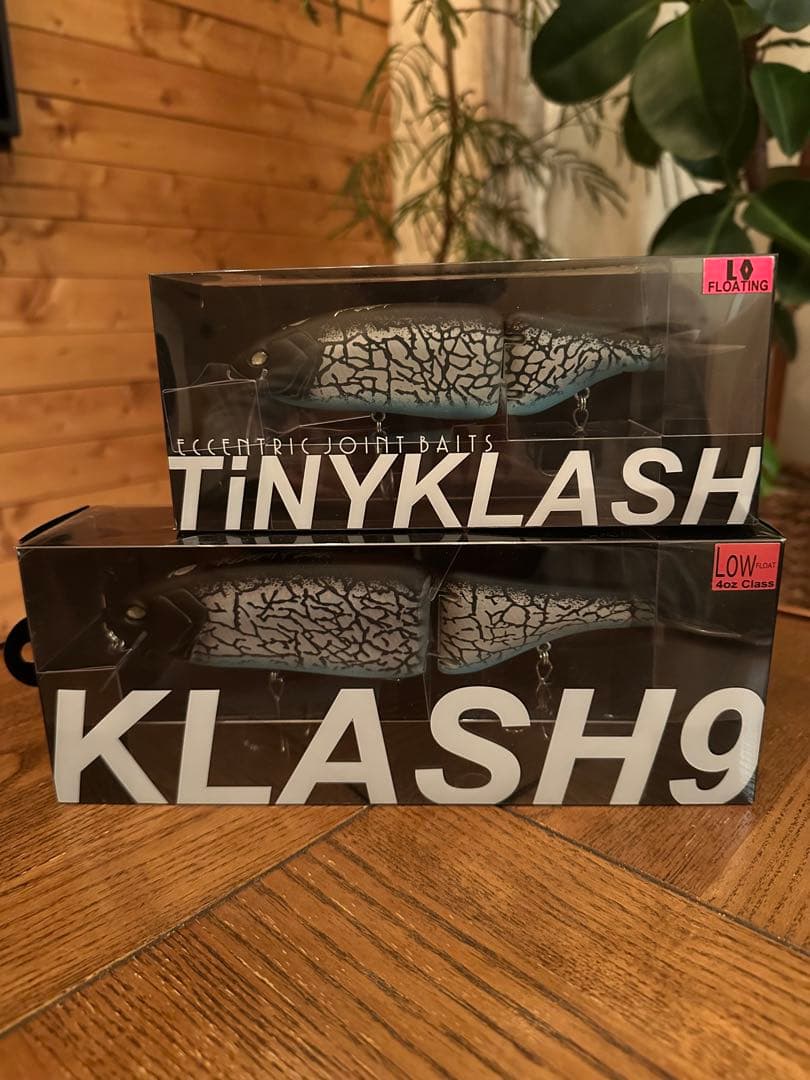 LO
FLOATING
ECCENTRIC JOINT BAITS
TiNYKLASH
LOW FLOAT
4oz Class
KLASH9